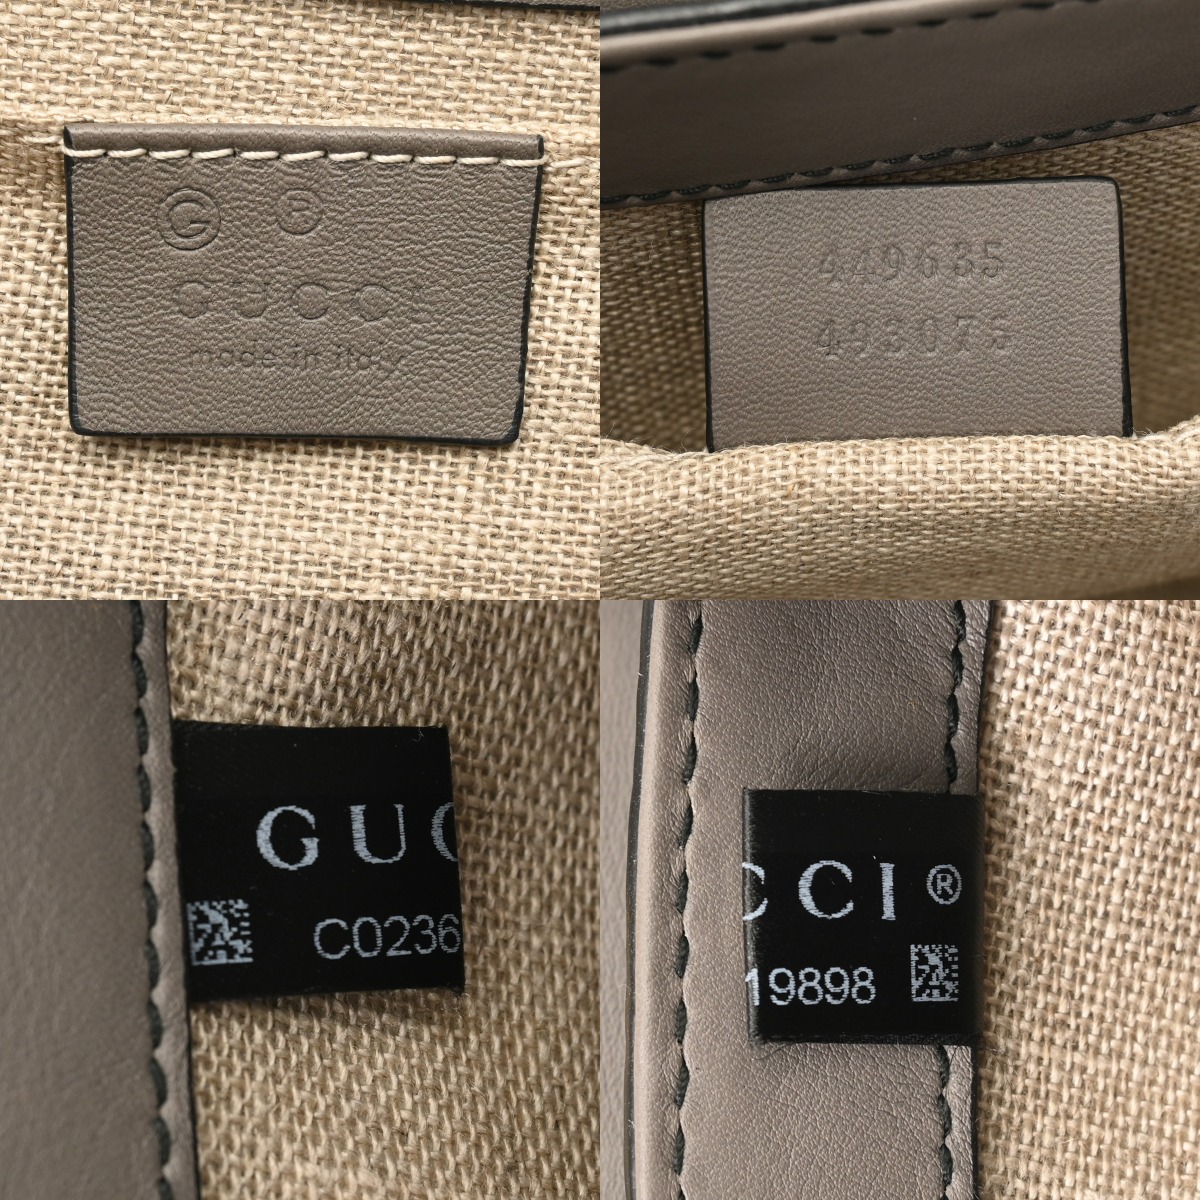 G R
GUCCI
made in italy
449635
493075
GUC
C0236
CCI®
19898